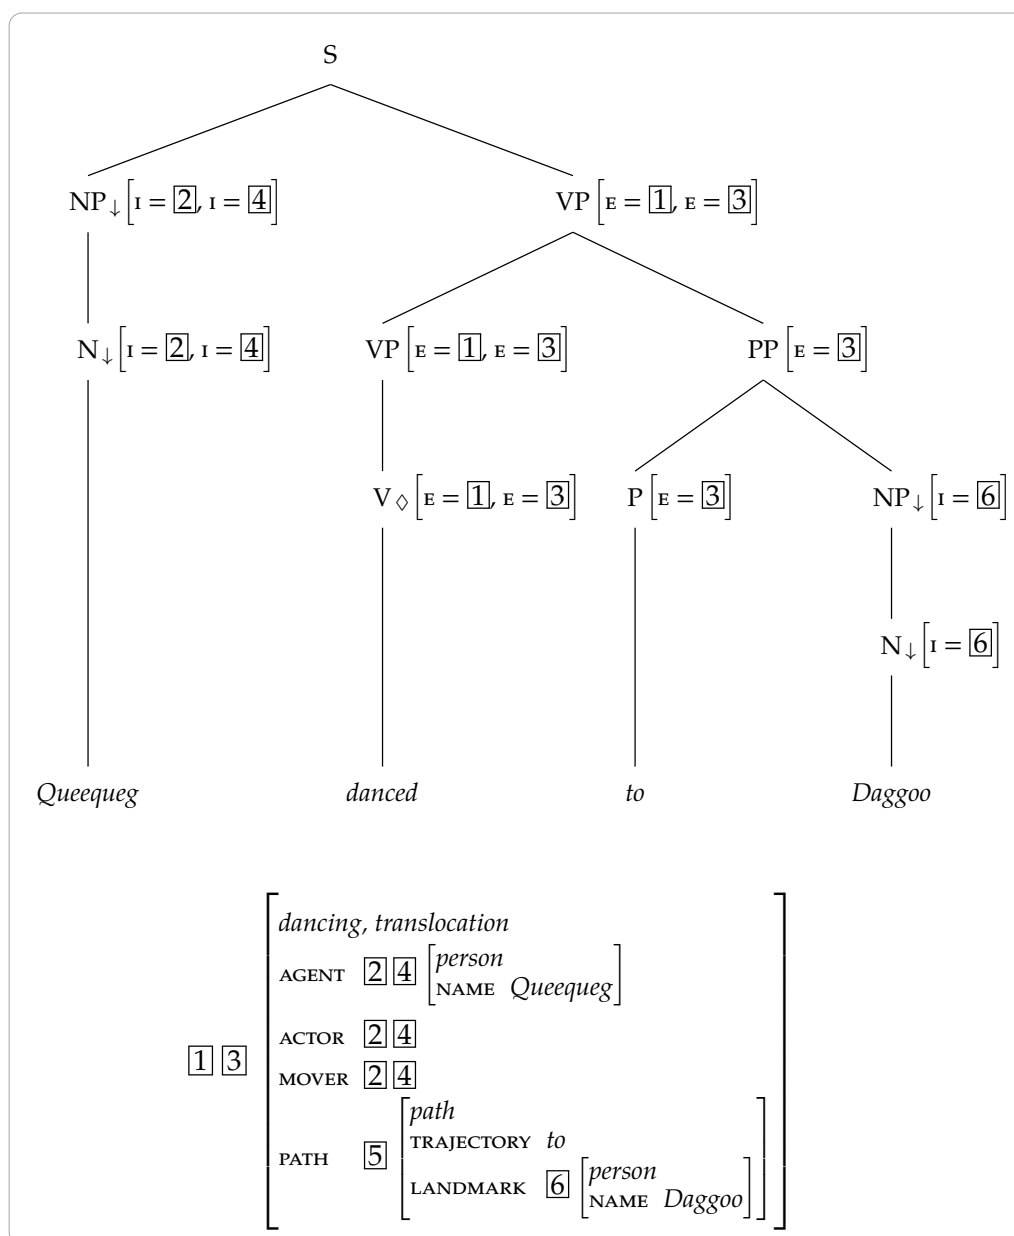 S
NP↓[I = 2, I = 4] VP[E = 1, E = 3]
N↓[I = 2, I = 4] VP[E = 1, E = 3] PP[E = 3]
V◇[E = 1, E = 3] P[E = 3] NP↓[I = 6]
N↓[I = 6]
Queequeg danced to Daggoo
dancing, translocation
AGENT 2 4 [person
NAME Queequeg]
ACTOR 2 4
1 3
MOVER 2 4
path
TRAJECTORY to
PATH 5
LANDMARK 6 [person
NAME Daggoo]